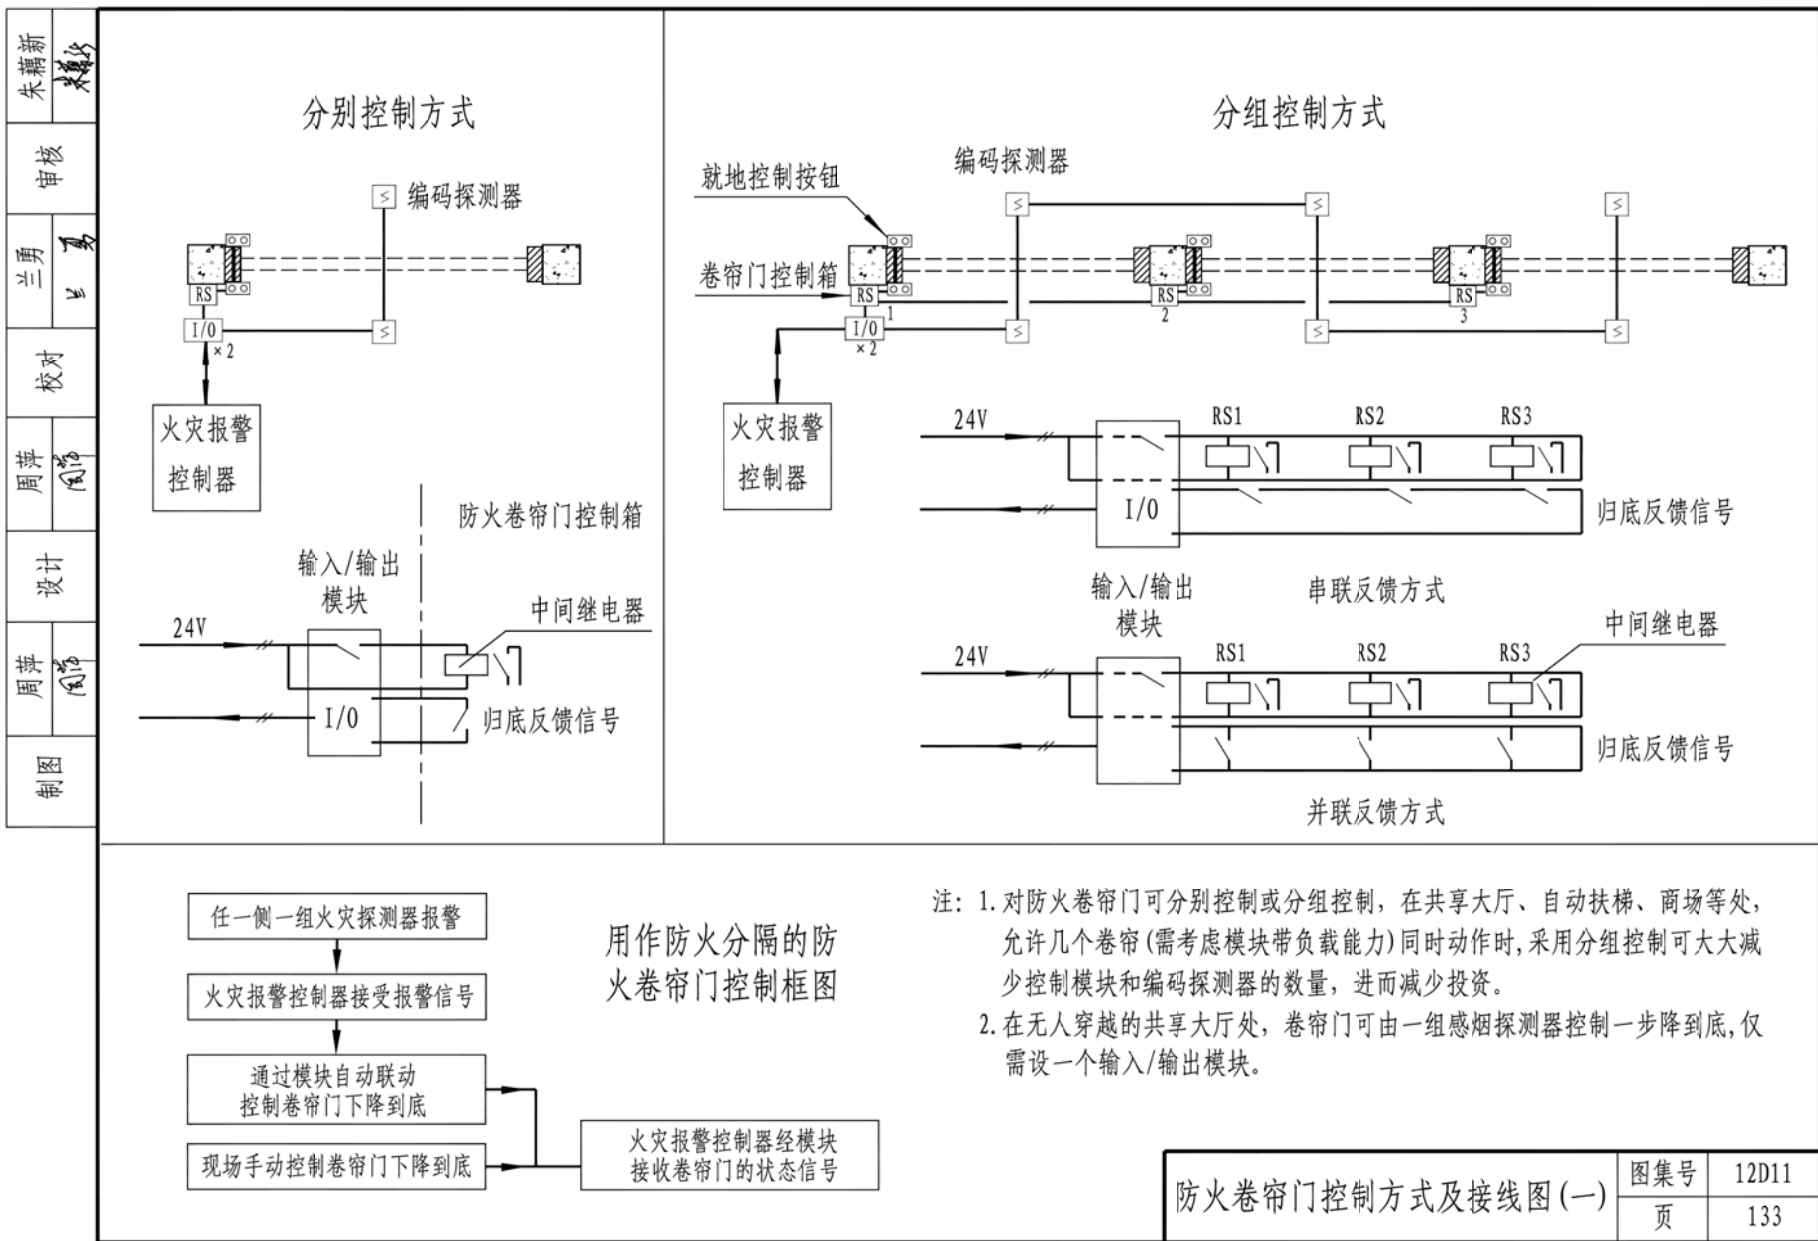 朱藕新
审核
兰勇
校对
周萍
设计
周萍
制图
分别控制方式
编码探测器
RS
I/O
×2
火灾报警
控制器
防火卷帘门控制箱
输入/输出
模块
中间继电器
24V
I/O
归底反馈信号
分组控制方式
编码探测器
就地控制按钮
卷帘门控制箱
RS
1
RS
2
RS
3
I/O
×2
火灾报警
控制器
24V
RS1
RS2
RS3
I/O
归底反馈信号
输入/输出
模块
串联反馈方式
中间继电器
24V
RS1
RS2
RS3
归底反馈信号
并联反馈方式
任一侧一组火灾探测器报警
火灾报警控制器接受报警信号
通过模块自动联动
控制卷帘门下降到底
现场手动控制卷帘门下降到底
火灾报警控制器经模块
接收卷帘门的状态信号
用作防火分隔的防
火卷帘门控制框图
注：1.对防火卷帘门可分别控制或分组控制，在共享大厅、自动扶梯、商场等处，
允许几个卷帘(需考虑模块带负载能力)同时动作时,采用分组控制可大大减
少控制模块和编码探测器的数量，进而减少投资。
2.在无人穿越的共享大厅处，卷帘门可由一组感烟探测器控制一步降到底,仅
需设一个输入/输出模块。
防火卷帘门控制方式及接线图(一)
图集号
12D11
页
133